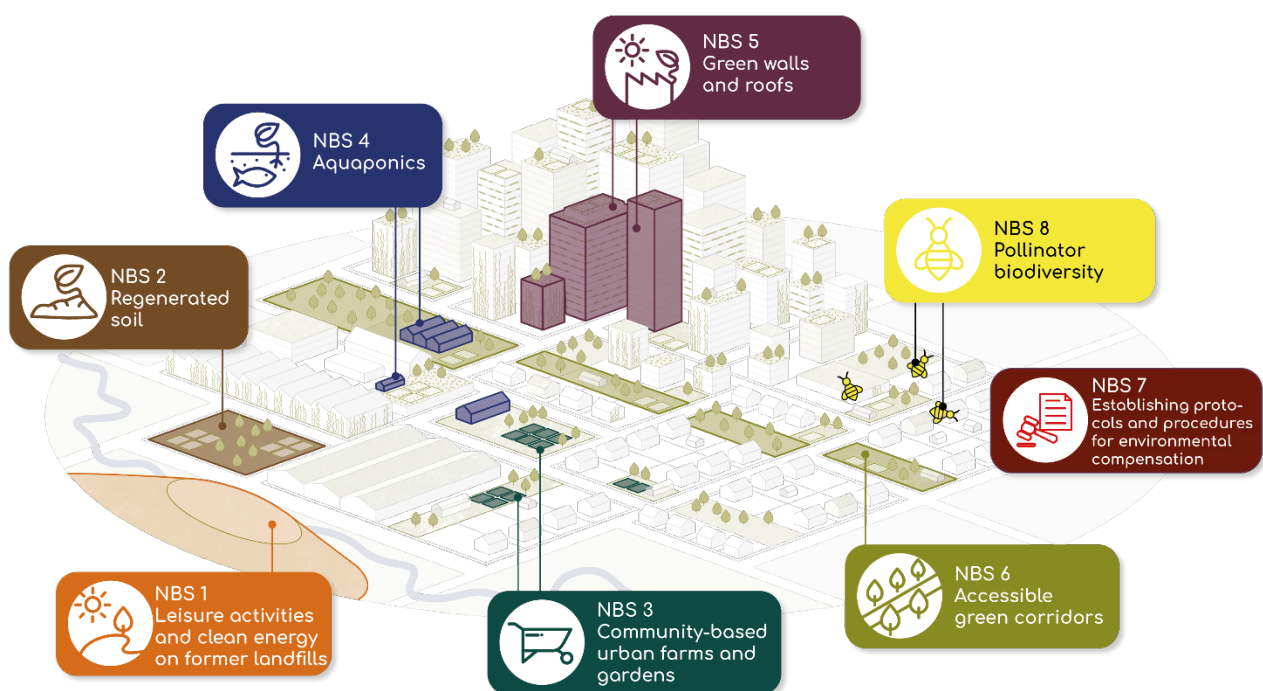 NBS 5
Green walls
and roofs
NBS 4
Aquaponics
NBS 8
Pollinator
biodiversity
NBS 2
Regenerated
soil
NBS 7
Establishing proto-
cols and procedures
for environmental
compensation
NBS 1
Leisure activities
and clean energy
on former landfills
NBS 3
Community-based
urban farms and
gardens
NBS 6
Accessible
green corridors